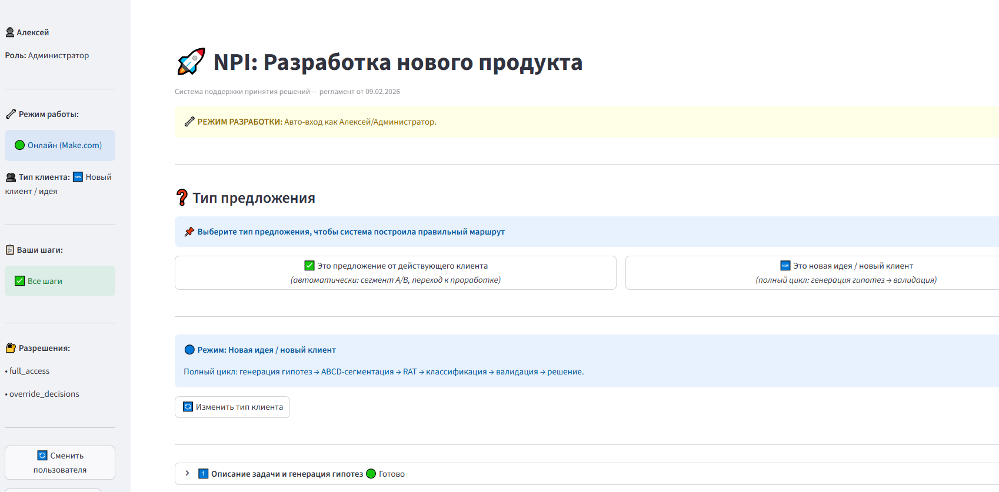 Алексей
Роль: Администратор
Режим работы:
Онлайн (Make.com)
Тип клиента: NEW Новый
клиент / идея
Ваши шаги:
Все шаги
Разрешения:
• full_access
• override_decisions
Сменить
пользователя
NPI: Разработка нового продукта
Система поддержки принятия решений — регламент от 09.02.2026
РЕЖИМ РАЗРАБОТКИ: Авто-вход как Алексей/Администратор.
Тип предложения
Выберите тип предложения, чтобы система построила правильный маршрут
Это предложение от действующего клиента
(автоматически: сегмент A/B, переход к проработке)
NEW Это новая идея / новый клиент
(полный цикл: генерация гипотез → валидация)
Режим: Новая идея / новый клиент
Полный цикл: генерация гипотез → ABCD-сегментация → RAT → классификация → валидация → решение.
Изменить тип клиента
1 Описание задачи и генерация гипотез Готово